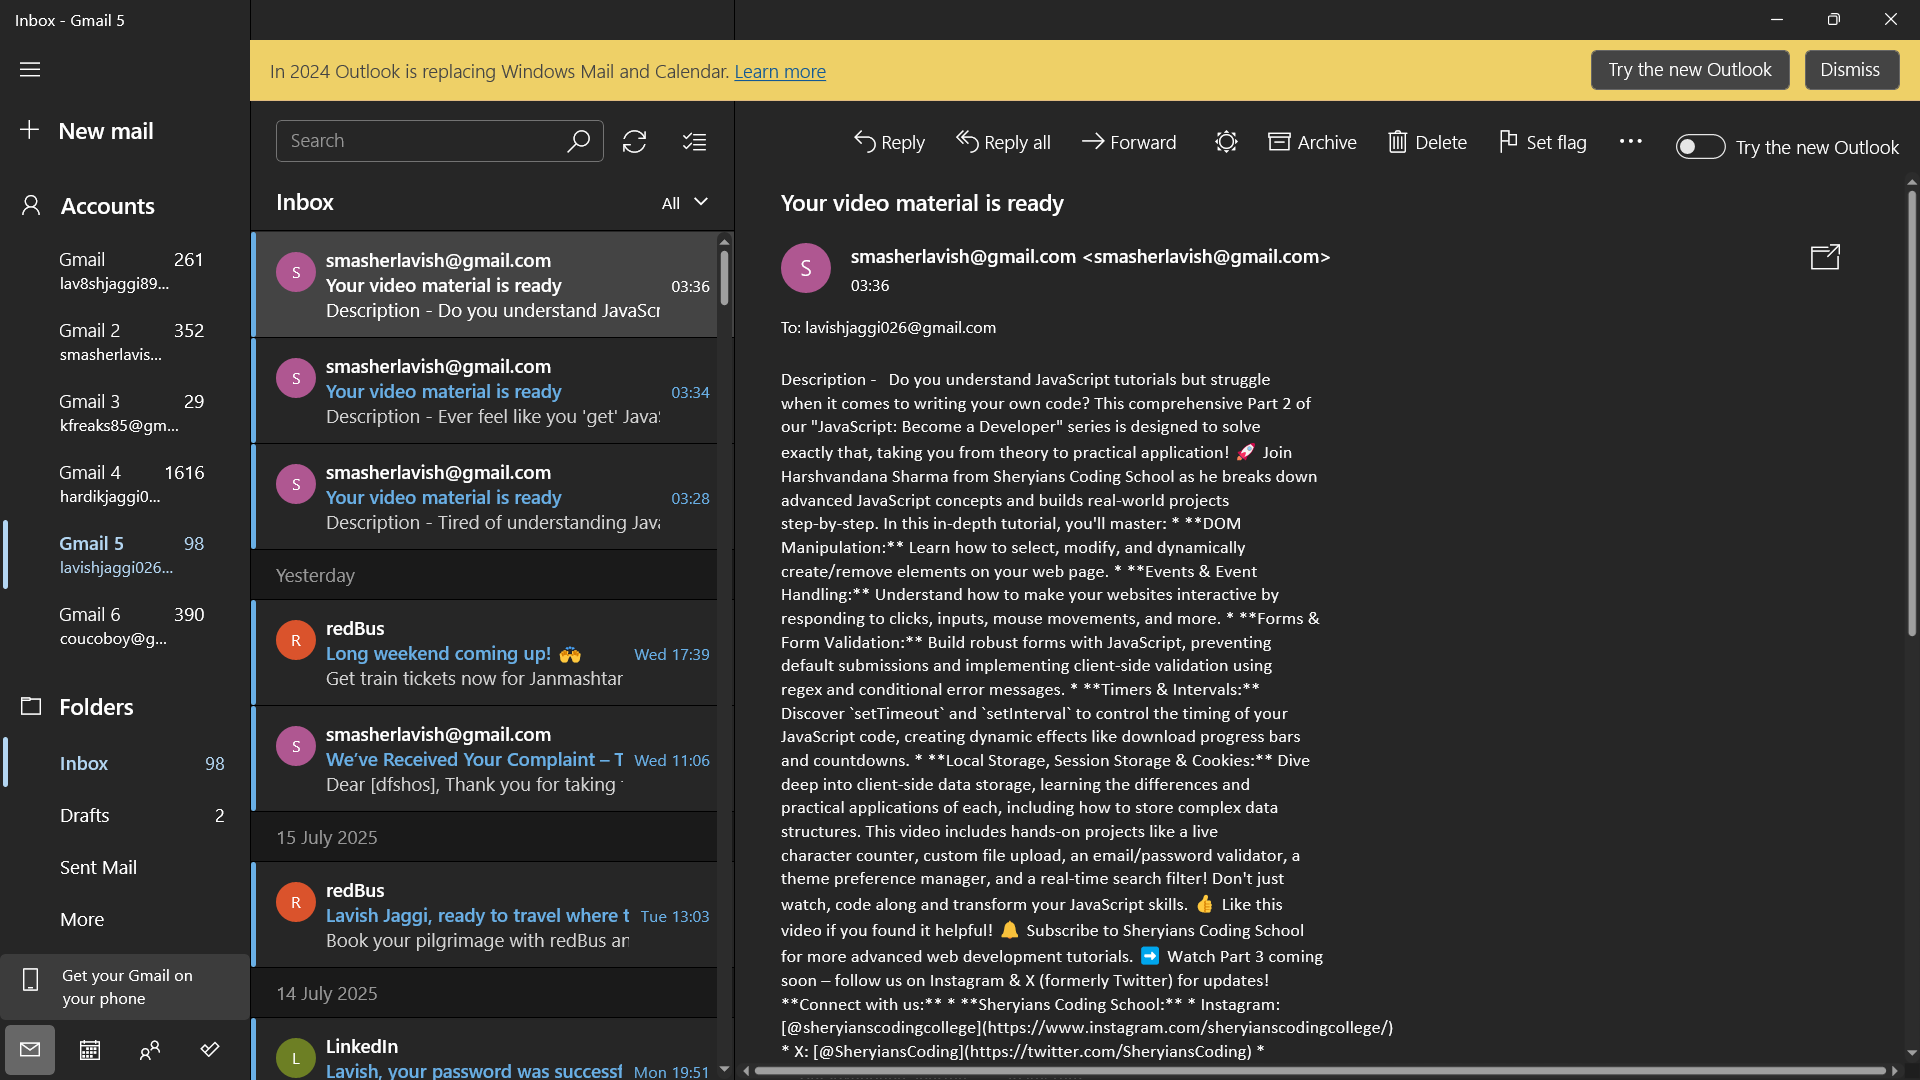 Inbox - Gmail 5
In 2024 Outlook is replacing Windows Mail and Calendar. Learn more
Try the new Outlook
Dismiss
New mail
Accounts
Gmail 261
lav8shjaggi89...
Gmail 2 352
smasherlavis...
Gmail 3 29
kfreaks85@gm...
Gmail 4 1616
hardikjaggi0...
Gmail 5 98
lavishjaggi026...
Gmail 6 390
coucoboy@g...
Folders
Inbox 98
Drafts 2
Sent Mail
More
Get your Gmail on
your phone
Search
Inbox
All
S
smasherlavish@gmail.com
Your video material is ready 03:36
Description - Do you understand JavaScr
S
smasherlavish@gmail.com
Your video material is ready 03:34
Description - Ever feel like you 'get' Java
S
smasherlavish@gmail.com
Your video material is ready 03:28
Description - Tired of understanding Java
Yesterday
R
redBus
Long weekend coming up! 🙌 Wed 17:39
Get train tickets now for Janmashtar
S
smasherlavish@gmail.com
We’ve Received Your Complaint – T Wed 11:06
Dear [dfshos], Thank you for taking
15 July 2025
R
redBus
Lavish Jaggi, ready to travel where t Tue 13:03
Book your pilgrimage with redBus an
14 July 2025
L
LinkedIn
Lavish, your password was successf Mon 19:51
Reply
Reply all
Forward
Archive
Delete
Set flag
Try the new Outlook
Your video material is ready
S
smasherlavish@gmail.com <smasherlavish@gmail.com>
03:36
To: lavishjaggi026@gmail.com
Description - Do you understand JavaScript tutorials but struggle
when it comes to writing your own code? This comprehensive Part 2 of
our "JavaScript: Become a Developer" series is designed to solve
exactly that, taking you from theory to practical application! 🚀 Join
Harshvandana Sharma from Sheryians Coding School as he breaks down
advanced JavaScript concepts and builds real-world projects
step-by-step. In this in-depth tutorial, you'll master: * **DOM
Manipulation:** Learn how to select, modify, and dynamically
create/remove elements on your web page. * **Events & Event
Handling:** Understand how to make your websites interactive by
responding to clicks, inputs, mouse movements, and more. * **Forms &
Form Validation:** Build robust forms with JavaScript, preventing
default submissions and implementing client-side validation using
regex and conditional error messages. * **Timers & Intervals:**
Discover `setTimeout` and `setInterval` to control the timing of your
JavaScript code, creating dynamic effects like download progress bars
and countdowns. * **Local Storage, Session Storage & Cookies:** Dive
deep into client-side data storage, learning the differences and
practical applications of each, including how to store complex data
structures. This video includes hands-on projects like a live
character counter, custom file upload, an email/password validator, a
theme preference manager, and a real-time search filter! Don't just
watch, code along and transform your JavaScript skills. 👍 Like this
video if you found it helpful! 🔔 Subscribe to Sheryians Coding School
for more advanced web development tutorials. ➡️ Watch Part 3 coming
soon – follow us on Instagram & X (formerly Twitter) for updates!
**Connect with us:** * **Sheryians Coding School:** * Instagram:
[@sheryianscodingcollege](https://www.instagram.com/sheryianscodingcollege/)
* X: [@SheryiansCoding](https://twitter.com/SheryiansCoding) *